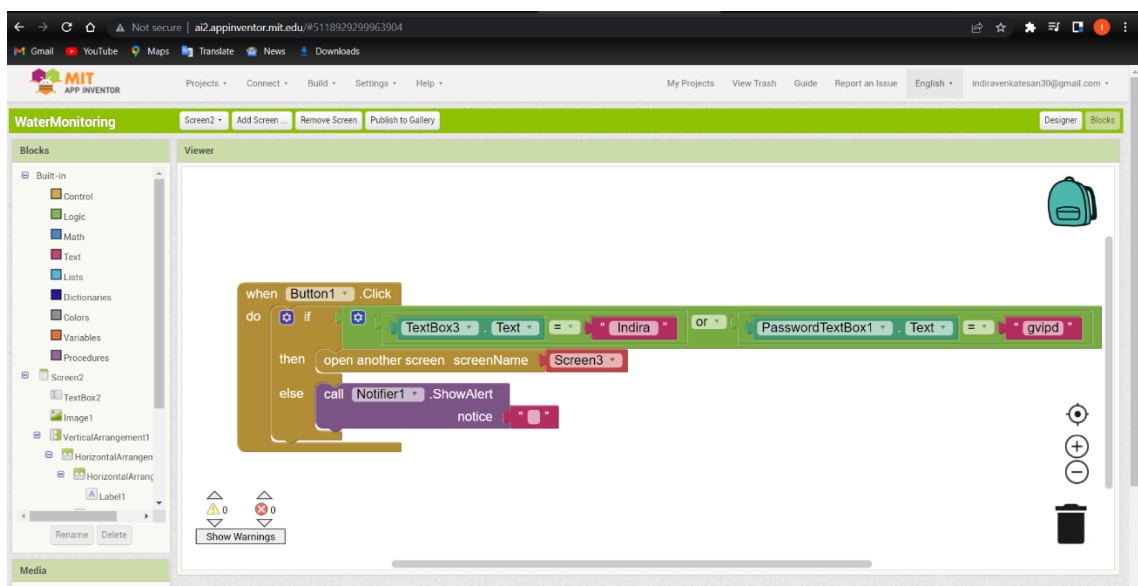 Not secure | ai2.appinventor.mit.edu/#5118929299963904
Gmail YouTube Maps Translate News Downloads
MIT APP INVENTOR Projects Connect Build Settings Help My Projects View Trash Guide Report an Issue English indiravenkatesan30@gmail.com
WaterMonitoring Screen2 Add Screen ... Remove Screen Publish to Gallery Designer Blocks
Blocks Viewer
Built-in
Control
Logic
Math
Text
Lists
Dictionaries
Colors
Variables
Procedures
Screen2
TextBox2
Image1
VerticalArrangement1
HorizontalArrangen
HorizontalArrang
Label1
Rename Delete
Media
when Button1 .Click
do if TextBox3 . Text = " Indira " or PasswordTextBox1 . Text = " gvipd "
then open another screen screenName Screen3
else call Notifier1 .ShowAlert
notice " "
0 0
Show Warnings